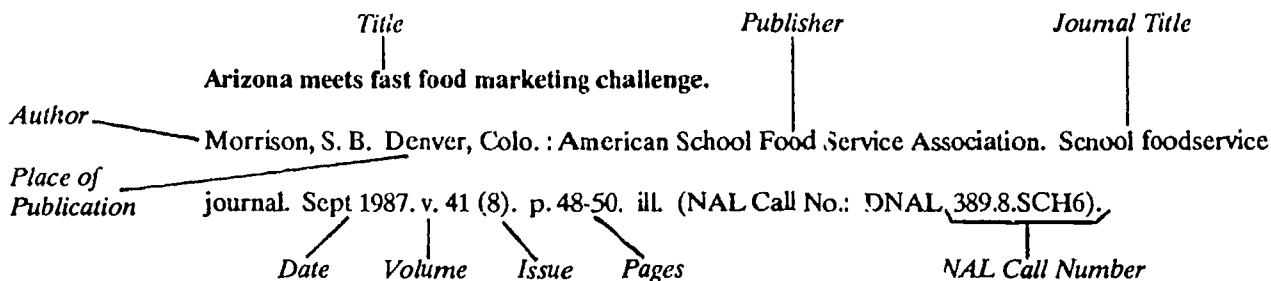 Title Publisher Journal Title
Arizona meets fast food marketing challenge.
Author
Morrison, S. B. Denver, Colo. : American School Food Service Association. School foodservice
Place of
Publication
journal. Sept 1987. v. 41 (8). p. 48-50. ill. (NAL Call No.: DNAL 389.8.SCH6).
Date Volume Issue Pages NAL Call Number